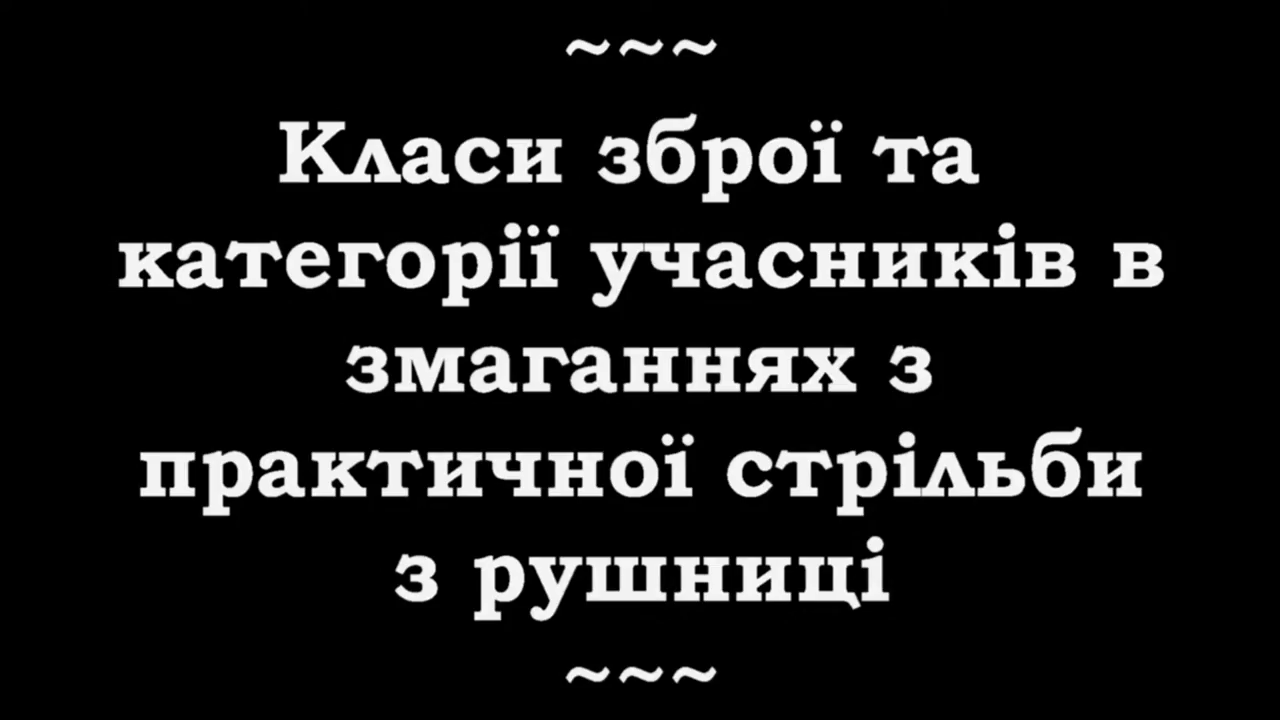 ~~~
Класи зброї та
категорії учасників в
змаганнях з
практичної стрільби
з рушниці
~~~